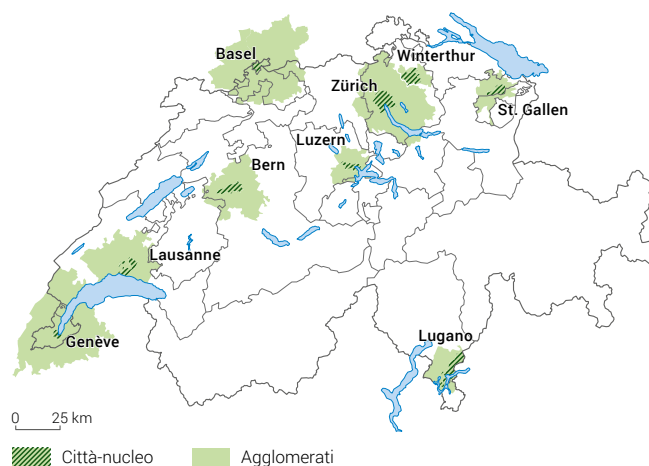 Basel
Winterthur
Zürich
St. Gallen
Luzern
Bern
Lausanne
Genève
Lugano
0 25 km
Città-nucleo Agglomerati